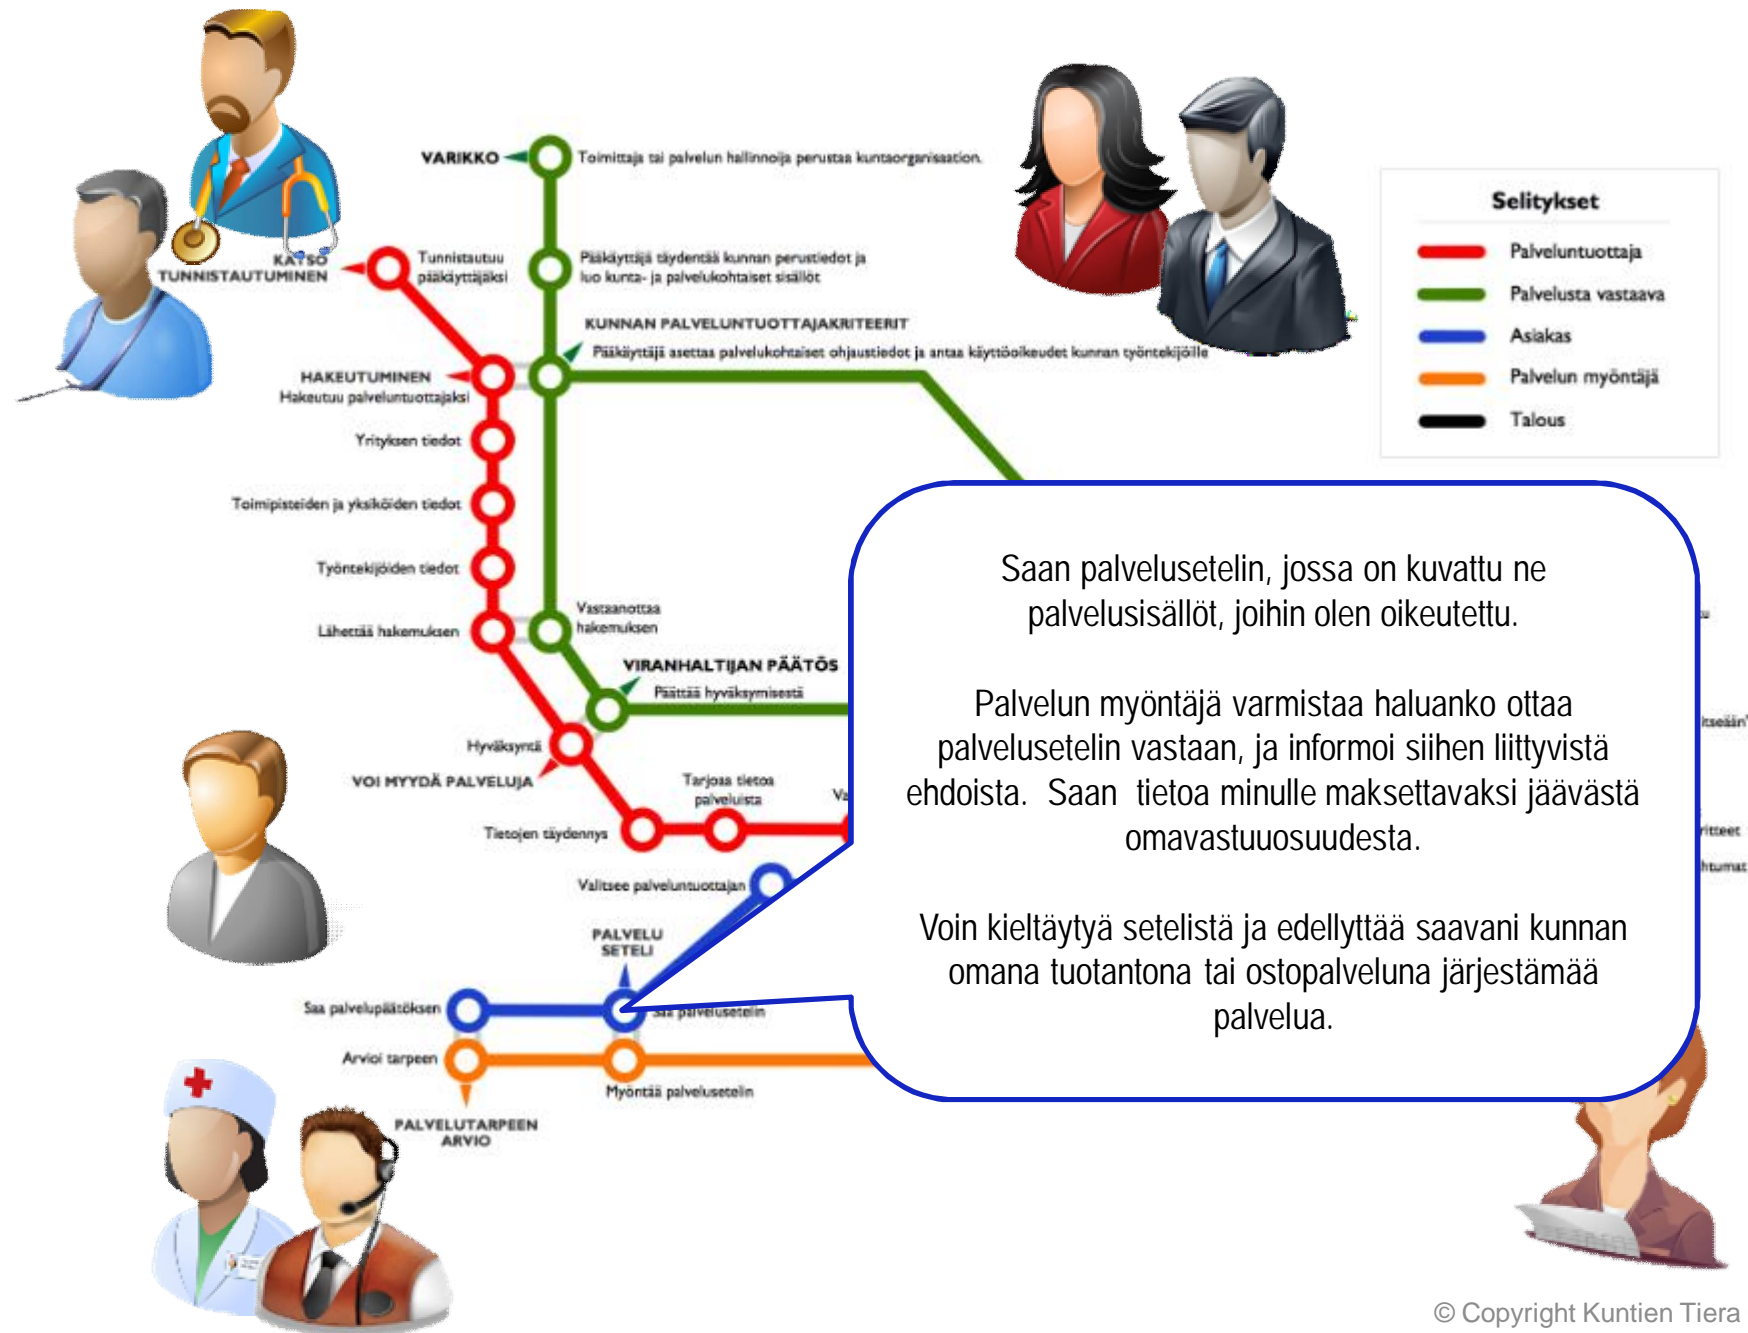 VARIKKO
Toimittaja tai palvelun hallinnoija perustaa kuntaorganisaation.
KATSO
TUNNISTAUTUMINEN
Tunnistautuu
pääkäyttäjäksi
Pääkäyttäjä täydentää kunnan perustiedot ja
luo kunta- ja palvelukohtaiset sisällöt
KUNNAN PALVELUNTUOTTAJAKRITEERIT
Pääkäyttäjä asettaa palvelukohtaiset ohjaustiedot ja antaa käyttöoikeudet kunnan työntekijöille
HAKEUTUMINEN
Hakeutuu palveluntuottajaksi
Yrityksen tiedot
Toimipisteiden ja yksiköiden tiedot
Työntekijöiden tiedot
Lähettää hakemuksen
Vastaanottaa
hakemuksen
VIRANHALTIJAN PÄÄTÖS
Päättää hyväksymisestä
Hyväksyntä
VOI MYYDÄ PALVELUJA
Tietojen täydennys
Tarjoaa tietoa
palveluista
Valitsee palveluntuottajan
PALVELU
SETELI
Saa palvelupäätöksen
Saa palvelusetelin
Arvioi tarpeen
Myöntää palvelusetelin
PALVELUTARPEEN
ARVIO
Selitykset
Palveluntuottaja
Palvelusta vastaava
Asiakas
Palvelun myöntäjä
Talous
Saan palvelusetelin, jossa on kuvattu ne
palvelusisällöt, joihin olen oikeutettu.
Palvelun myöntäjä varmistaa haluanko ottaa
palvelusetelin vastaan, ja informoi siihen liittyvistä
ehdoista. Saan tietoa minulle maksettavaksi jäävästä
omavastuuosuudesta.
Voin kieltäytyä setelistä ja edellyttää saavani kunnan
omana tuotantona tai ostopalveluna järjestämää
palvelua.
© Copyright Kuntien Tiera